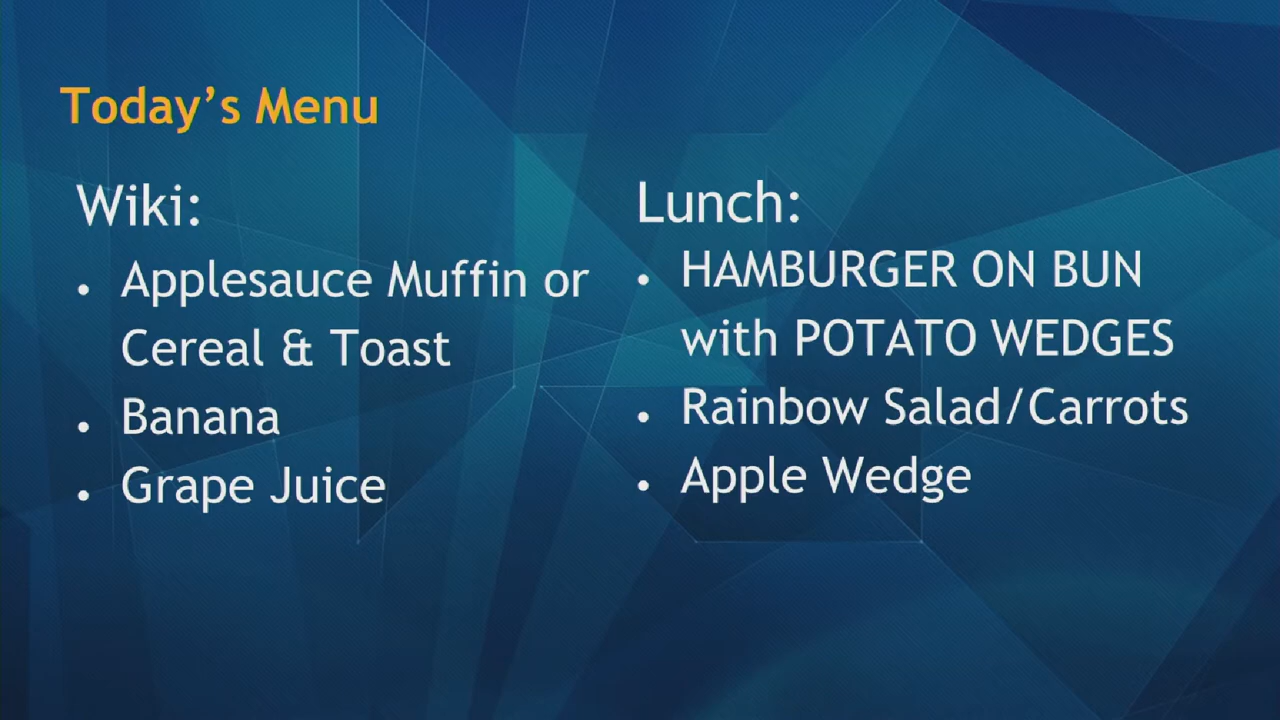 Today’s Menu
Wiki:
• Applesauce Muffin or
Cereal & Toast
• Banana
• Grape Juice
Lunch:
• HAMBURGER ON BUN
with POTATO WEDGES
• Rainbow Salad/Carrots
• Apple Wedge